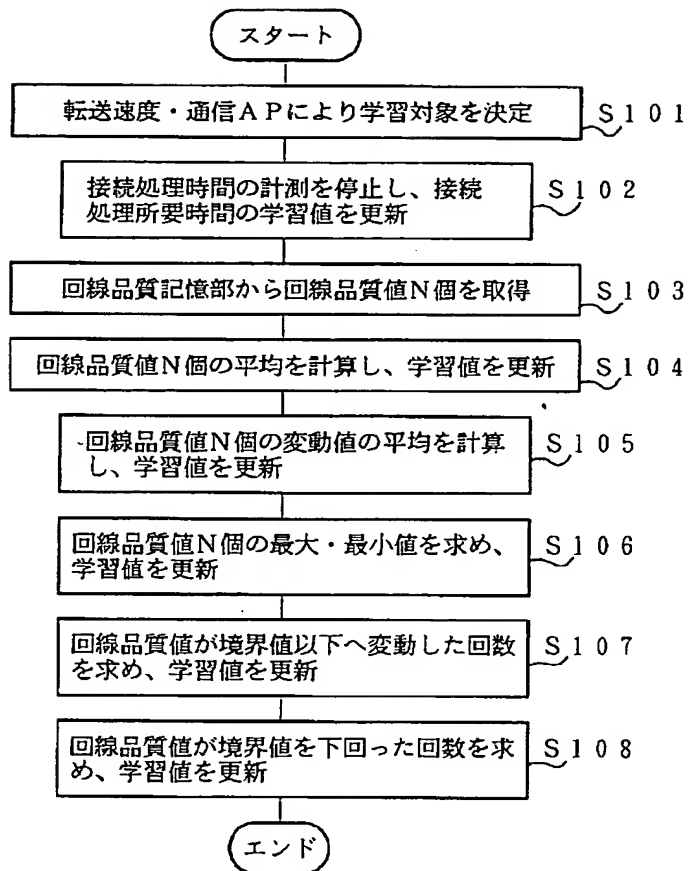 スタート
転送速度・通信APにより学習対象を決定
S101
接続処理時間の計測を停止し、接続
処理所要時間の学習値を更新
S102
回線品質記憶部から回線品質値N個を取得
S103
回線品質値N個の平均を計算し、学習値を更新
S104
回線品質値N個の変動値の平均を計算
し、学習値を更新
S105
回線品質値N個の最大・最小値を求め、
学習値を更新
S106
回線品質値が境界値以下へ変動した回数
を求め、学習値を更新
S107
回線品質値が境界値を下回った回数を求
め、学習値を更新
S108
エンド